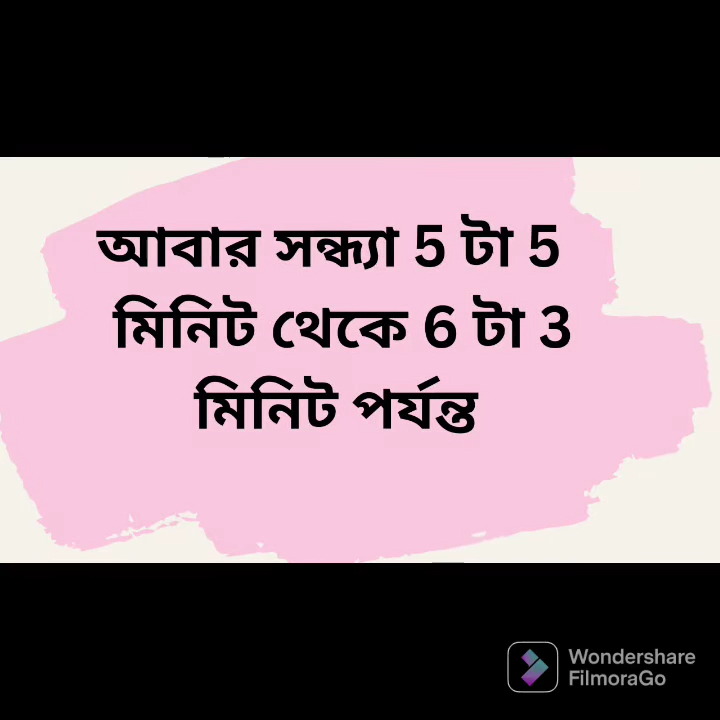 আবার সন্ধ্যা 5 টা 5
মিনিট থেকে 6 টা 3
মিনিট পর্যন্ত
Wondershare
FilmoraGo